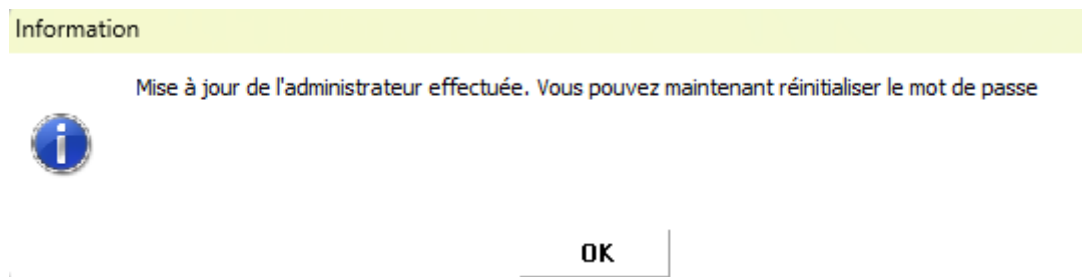 Information
Mise à jour de l'administrateur effectuée. Vous pouvez maintenant réinitialiser le mot de passe
OK